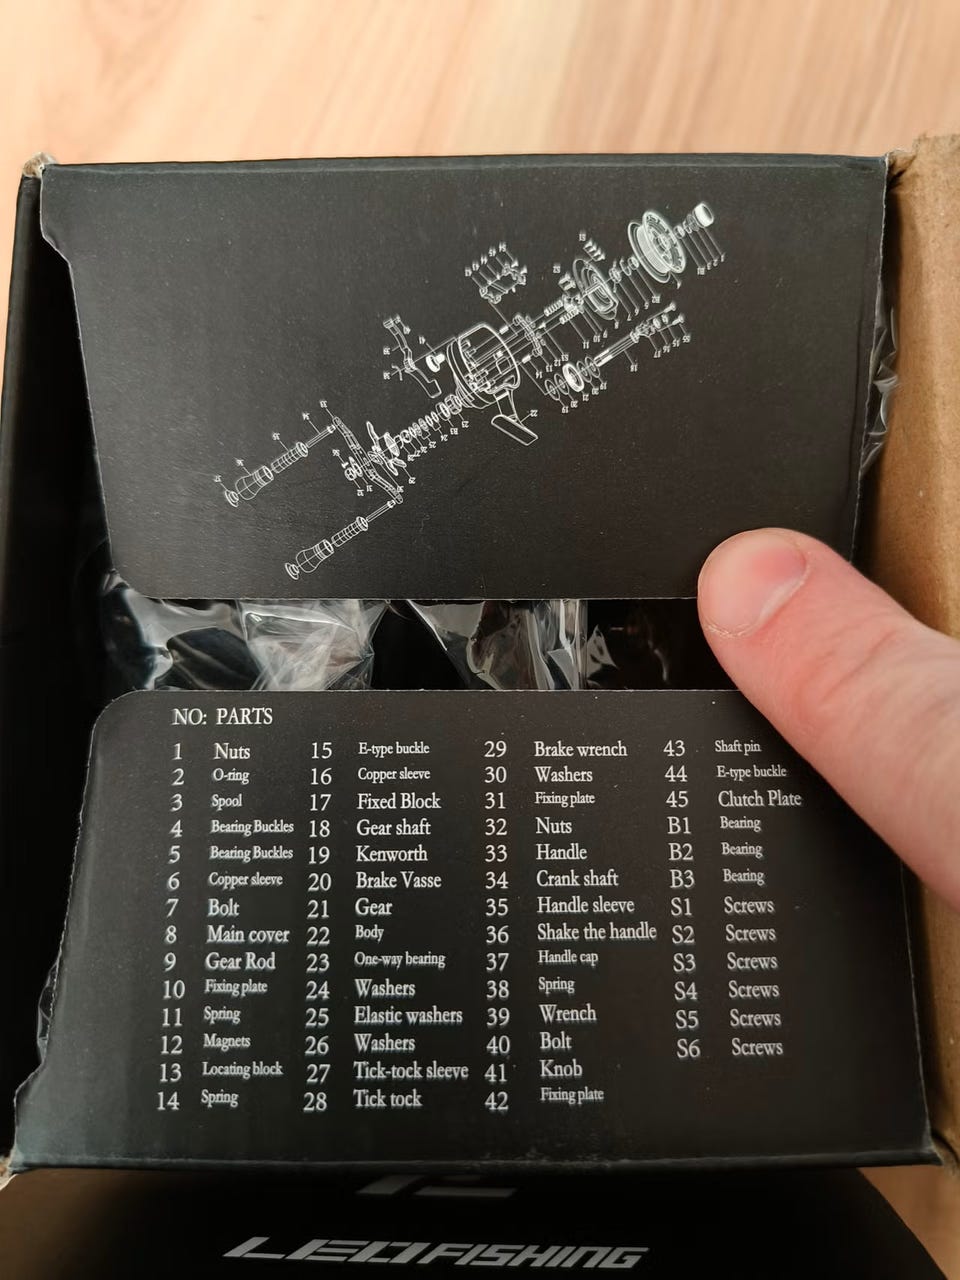 NO: PARTS
1 Nuts 15 E-type buckle 29 Brake wrench 43 Shaft pin
2 O-ring 16 Copper sleeve 30 Washers 44 E-type buckle
3 Spool 17 Fixed Block 31 Fixing plate 45 Clutch Plate
4 Bearing Buckles 18 Gear shaft 32 Nuts B1 Bearing
5 Bearing Buckles 19 Kenworth 33 Handle B2 Bearing
6 Copper sleeve 20 Brake Vasse 34 Crank shaft B3 Bearing
7 Bolt 21 Gear 35 Handle sleeve S1 Screws
8 Main cover 22 Body 36 Shake the handle S2 Screws
9 Gear Rod 23 One-way bearing 37 Handle cap S3 Screws
10 Fixing plate 24 Washers 38 Spring S4 Screws
11 Spring 25 Elastic washers 39 Wrench S5 Screws
12 Magnets 26 Washers 40 Bolt S6 Screws
13 Locating block 27 Tick-tock sleeve 41 Knob
14 Spring 28 Tick tock 42 Fixing plate
LEOFISHING